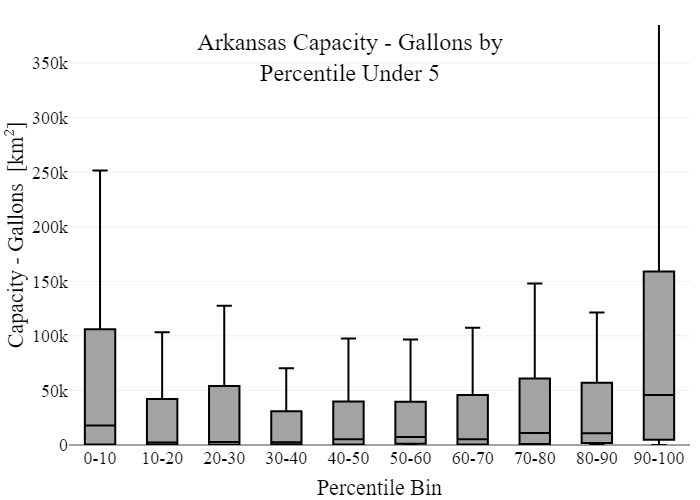 Arkansas Capacity - Gallons by
Percentile Under 5
Capacity - Gallons [km²]
350k
300k
250k
200k
150k
100k
50k
0
0-10 10-20 20-30 30-40 40-50 50-60 60-70 70-80 80-90 90-100
Percentile Bin